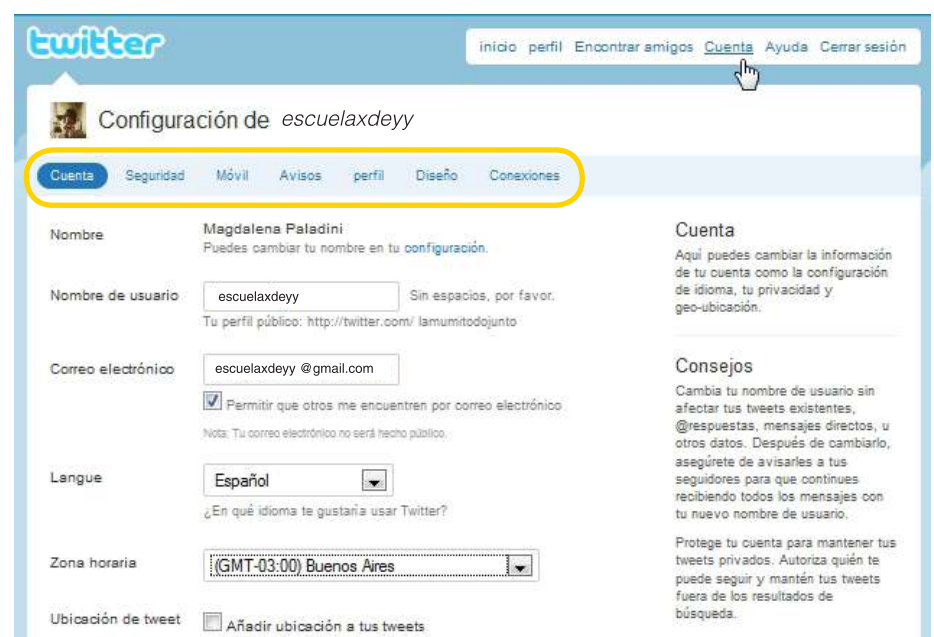 twitter
inicio perfil Encontrar amigos Cuenta Ayuda Cerrar sesión
Configuración de escuelaxdeyy
Cuenta Seguridad Móvil Avisos perfil Diseño Conexiones
Nombre
Magdalena Paladini
Puedes cambiar tu nombre en tu configuración.
Nombre de usuario
escuelaxdeyy
Sin espacios, por favor.
Tu perfil público: http://twitter.com/ lamumitodojunto
Correo electrónico
escuelaxdeyy @gmail.com
Permitir que otros me encuentren por correo electrónico
Nota: Tu correo electrónico no será hecho público.
Langue
Español
¿En qué idioma te gustaría usar Twitter?
Zona horaria
(GMT-03:00) Buenos Aires
Ubicación de tweet
Añadir ubicación a tus tweets
Cuenta
Aquí puedes cambiar la información
de tu cuenta como la configuración
de idioma, tu privacidad y
geo-ubicación.
Consejos
Cambia tu nombre de usuario sin
afectar tus tweets existentes,
@respuestas, mensajes directos, u
otros datos. Después de cambiarlo,
asegúrete de avisarles a tus
seguidores para que continues
recibiendo todos los mensajes con
tu nuevo nombre de usuario.
Protege tu cuenta para mantener tus
tweets privados. Autoriza quién te
puede seguir y mantén tus tweets
fuera de los resultados de
búsqueda.